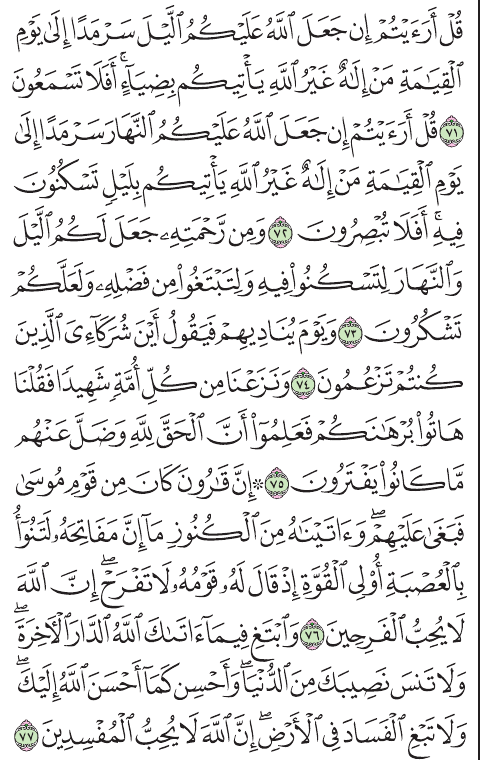 قُلْ أَرَءَيْتُمْ إِن جَعَلَ ٱللَّهُ عَلَيْكُمُ ٱلَّيْلَ سَرْمَدًا إِلَىٰ يَوْمِ
ٱلْقِيَٰمَةِ مَنْ إِلَٰهٌ غَيْرُ ٱللَّهِ يَأْتِيكُم بِضِيَآءٍ ۖ أَفَلَا تَسْمَعُونَ
٧١ قُلْ أَرَءَيْتُمْ إِن جَعَلَ ٱللَّهُ عَلَيْكُمُ ٱلنَّهَارَ سَرْمَدًا إِلَىٰ
يَوْمِ ٱلْقِيَٰمَةِ مَنْ إِلَٰهٌ غَيْرُ ٱللَّهِ يَأْتِيكُم بِلَيْلٍ تَسْكُنُونَ
فِيهِ ۖ أَفَلَا تُبْصِرُونَ ٧٢ وَمِن رَّحْمَتِهِۦ جَعَلَ لَكُمُ ٱلَّيْلَ
وَٱلنَّهَارَ لِتَسْكُنُوا۟ فِيهِ وَلِتَبْتَغُوا۟ مِن فَضْلِهِۦ وَلَعَلَّكُمْ
تَشْكُرُونَ ٧٣ وَيَوْمَ يُنَادِيهِمْ فَيَقُولُ أَيْنَ شُرَكَآءِىَ ٱلَّذِينَ
كُنتُمْ تَزْعُمُونَ ٧٤ وَنَزَعْنَا مِن كُلِّ أُمَّةٍ شَهِيدًا فَقُلْنَا
هَاتُوا۟ بُرْهَٰنَكُمْ فَعَلِمُوٓا۟ أَنَّ ٱلْحَقَّ لِلَّهِ وَضَلَّ عَنْهُم
مَّا كَانُوا۟ يَفْتَرُونَ ٧٥ ۞ إِنَّ قَٰرُونَ كَانَ مِن قَوْمِ مُوسَىٰ
فَبَغَىٰ عَلَيْهِمْ ۖ وَءَاتَيْنَٰهُ مِنَ ٱلْكُنُوزِ مَآ إِنَّ مَفَاتِحَهُۥ لَتَنُوٓأُ
بِٱلْعُصْبَةِ أُو۟لِى ٱلْقُوَّةِ إِذْ قَالَ لَهُۥ قَوْمُهُۥ لَا تَفْرَحْ ۖ إِنَّ ٱللَّهَ
لَا يُحِبُّ ٱلْفَرِحِينَ ٧٦ وَٱبْتَغِ فِيمَآ ءَاتَىٰكَ ٱللَّهُ ٱلدَّارَ ٱلْـَٔاخِرَةَ ۖ
وَلَا تَنسَ نَصِيبَكَ مِنَ ٱلدُّنْيَا ۖ وَأَحْسِن كَمَآ أَحْسَنَ ٱللَّهُ إِلَيْكَ ۖ
وَلَا تَبْغِ ٱلْفَسَادَ فِى ٱلْأَرْضِ ۖ إِنَّ ٱللَّهَ لَا يُحِبُّ ٱلْمُفْسِدِينَ ٧٧